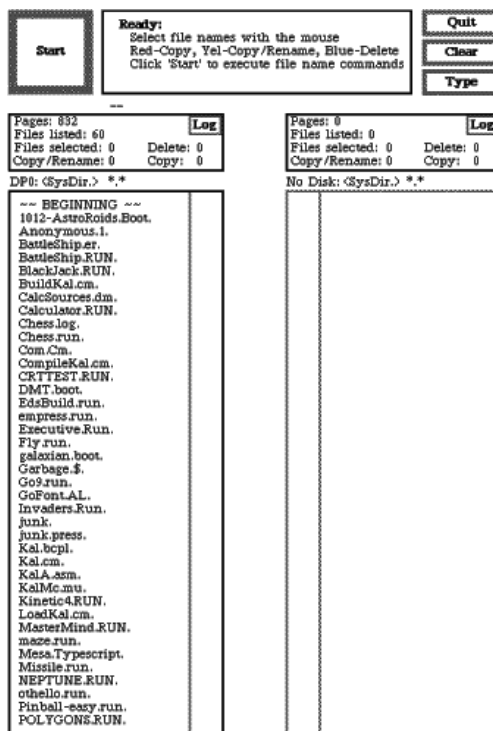 Start
Ready:
Select file names with the mouse
Red-Copy, Yel-Copy/Rename, Blue-Delete
Click 'Start' to execute file name commands
Quit
Clear
Type
--
Pages: 832
Log
Files listed: 60
Files selected: 0 Delete: 0
Copy/Rename: 0 Copy: 0
DP0: <SysDir.> *.*
~~ BEGINNING ~~
1012-AstroRoids.Boot.
Anonymous.1.
BattleShip.er.
BattleShip.RUN.
BlackJack.RUN.
BuildKal.cm.
CalcSources.dm.
Calculator.RUN.
Chess.log.
Chess.run.
Com.Cm.
CompileKal.cm.
CRTTEST.RUN.
DMT.boot.
EdsBuild.run.
empress.run.
Executive.Run.
Fly.run.
galaxian.boot.
Garbage.$.
Go9.run.
GoFont.AL.
Invaders.Run.
junk.
junk.press.
Kal.bcpl.
Kal.cm.
KalA.asm.
KalMc.mu.
Kinetic4.RUN.
LoadKal.cm.
MasterMind.RUN.
maze.run.
Mesa.Typescript.
Missile.run.
NEPTUNE.RUN.
othello.run.
Pinball-easy.run.
POLYGONS.RUN.
Pages: 0
Log
Files listed: 0
Files selected: 0 Delete: 0
Copy/Rename: 0 Copy: 0
No Disk: <SysDir.> *.*